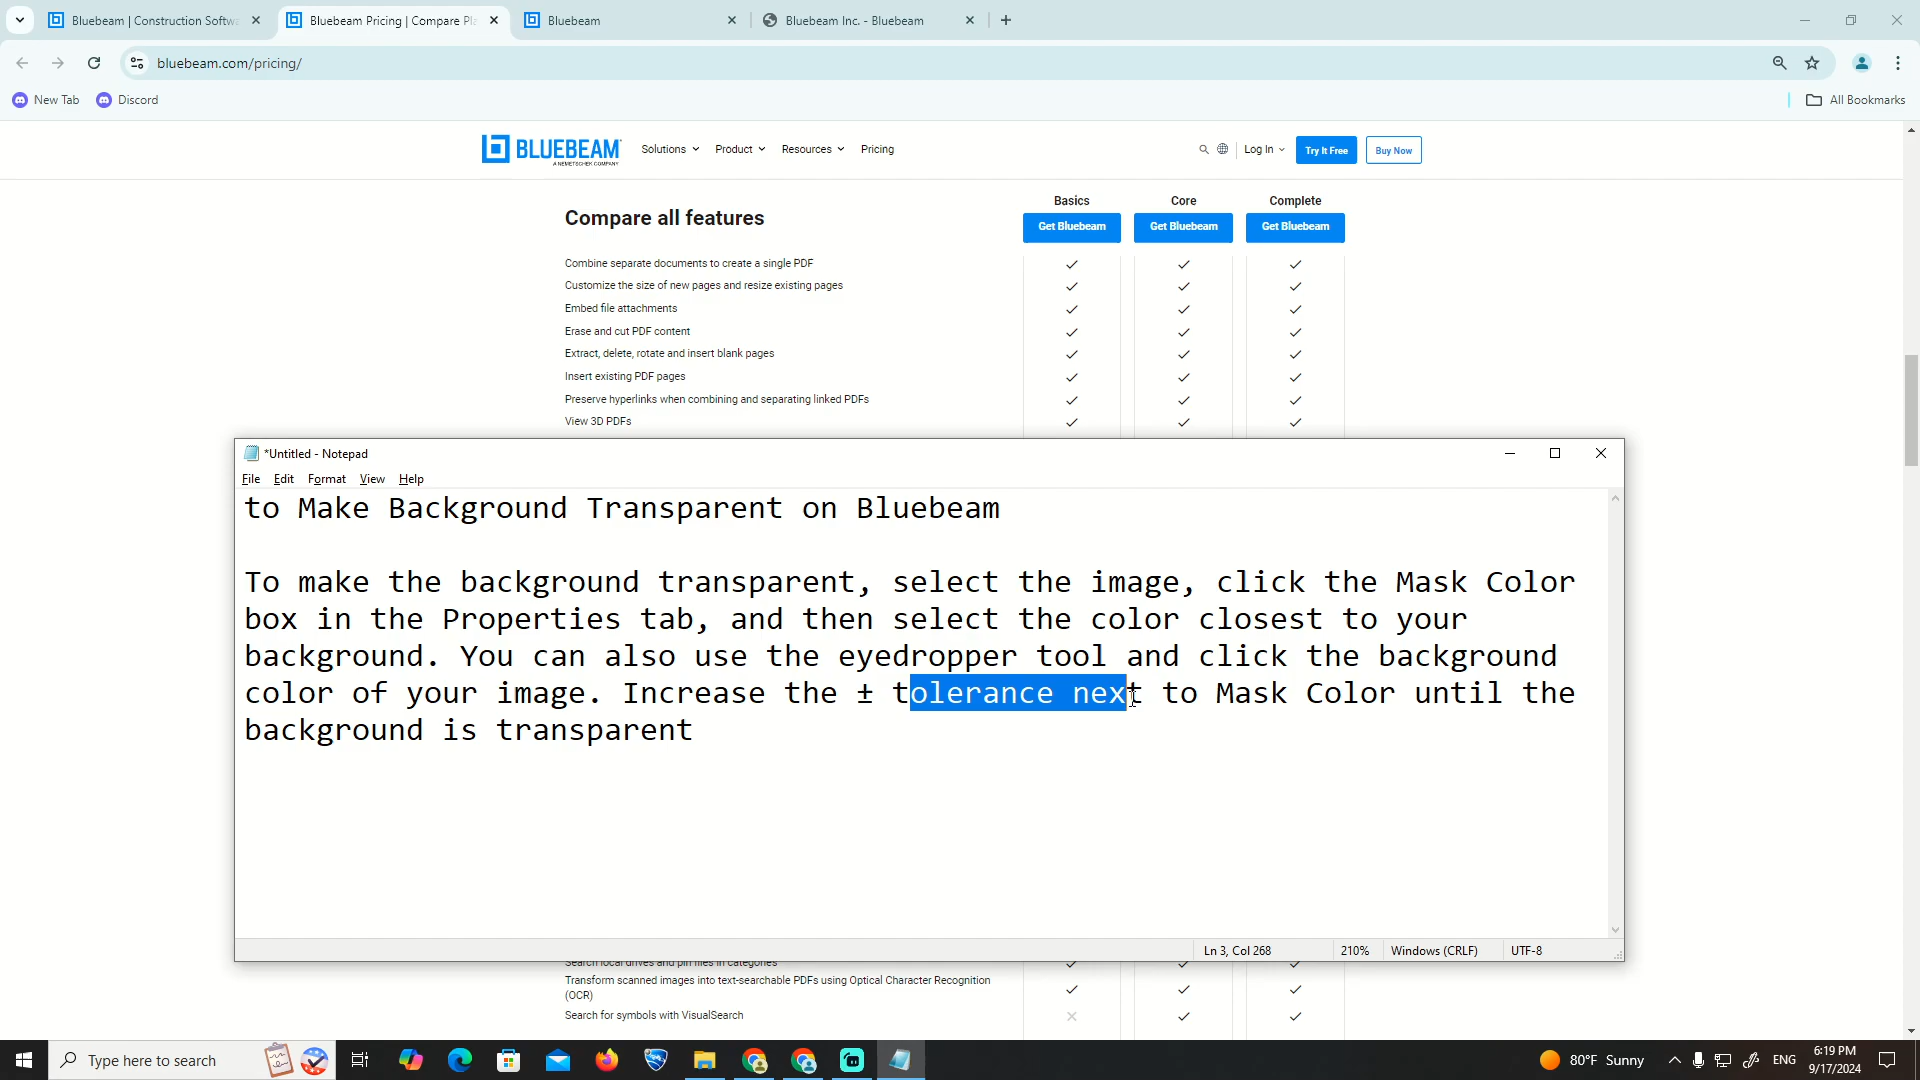 Bluebeam | Construction Softw
Bluebeam Pricing | Compare Pl
Bluebeam
Bluebeam Inc. - Bluebeam
bluebeam.com/pricing/
New Tab
Discord
All Bookmarks
BLUEBEAM
A NEMETSCHEK COMPANY
Solutions
Product
Resources
Pricing
Log In
Try It Free
Buy Now
Compare all features
Basics
Core
Complete
Get Bluebeam
Get Bluebeam
Get Bluebeam
Combine separate documents to create a single PDF
Customize the size of new pages and resize existing pages
Embed file attachments
Erase and cut PDF content
Extract, delete, rotate and insert blank pages
Insert existing PDF pages
Preserve hyperlinks when combining and separating linked PDFs
View 3D PDFs
*Untitled - Notepad
File Edit Format View Help
to Make Background Transparent on Bluebeam
To make the background transparent, select the image, click the Mask Color
box in the Properties tab, and then select the color closest to your
background. You can also use the eyedropper tool and click the background
color of your image. Increase the ± tolerance next to Mask Color until the
background is transparent
Ln 3, Col 268
210%
Windows (CRLF)
UTF-8
Search local drives and pin files in categories
Transform scanned images into text-searchable PDFs using Optical Character Recognition
(OCR)
Search for symbols with VisualSearch
Type here to search
80°F Sunny
ENG
6:19 PM
9/17/2024